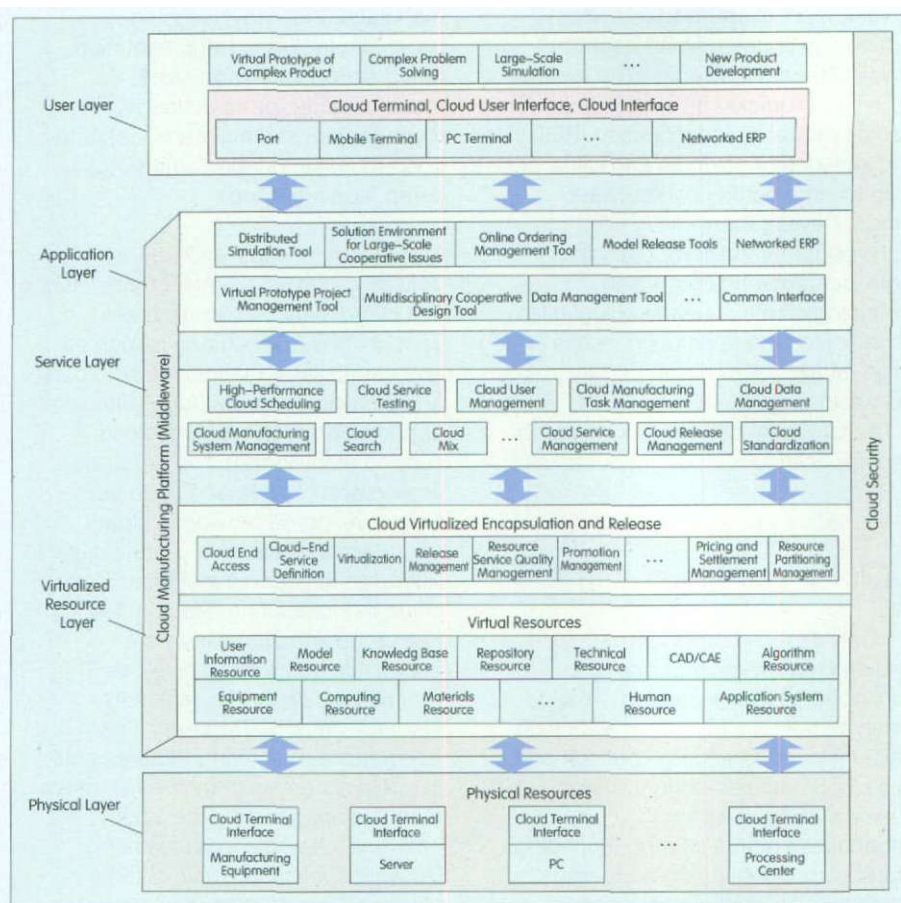 User Layer
Virtual Prototype of
Complex Product
Complex Problem
Solving
Large-Scale
Simulation
...
New Product
Development
Cloud Terminal, Cloud User Interface, Cloud Interface
Port
Mobile Terminal
PC Terminal
...
Networked ERP
Application
Layer
Distributed
Simulation Tool
Solution Environment
for Large-Scale
Cooperative Issues
Online Ordering
Management Tool
Model Release Tools
Networked ERP
Virtual Prototype Project
Management Tool
Multidisciplinary Cooperative
Design Tool
Data Management Tool
...
Common Interface
Service Layer
High-Performance
Cloud Scheduling
Cloud Service
Testing
Cloud User
Management
Cloud Manufacturing
Task Management
Cloud Data
Management
Cloud Manufacturing
System Management
Cloud
Search
Cloud
Mix
...
Cloud Service
Management
Cloud Release
Management
Cloud
Standardization
Cloud Manufacturing Platform (Middleware)
Cloud Security
Virtualized
Resource
Layer
Cloud Virtualized Encapsulation and Release
Cloud End
Access
Cloud-End
Service
Definition
Virtualization
Release
Management
Resource
Service Quality
Management
Promotion
Management
...
Pricing and
Settlement
Management
Resource
Partitioning
Management
Virtual Resources
User
Information
Resource
Model
Resource
Knowledg Base
Resource
Repository
Resource
Technical
Resource
CAD/CAE
Algorithm
Resource
Equipment
Resource
Computing
Resource
Materials
Resource
...
Human
Resource
Application System
Resource
Physical Layer
Physical Resources
Cloud Terminal
Interface
Manufacturing
Equipment
Cloud Terminal
Interface
Server
Cloud Terminal
Interface
PC
...
Cloud Terminal
Interface
Processing
Center